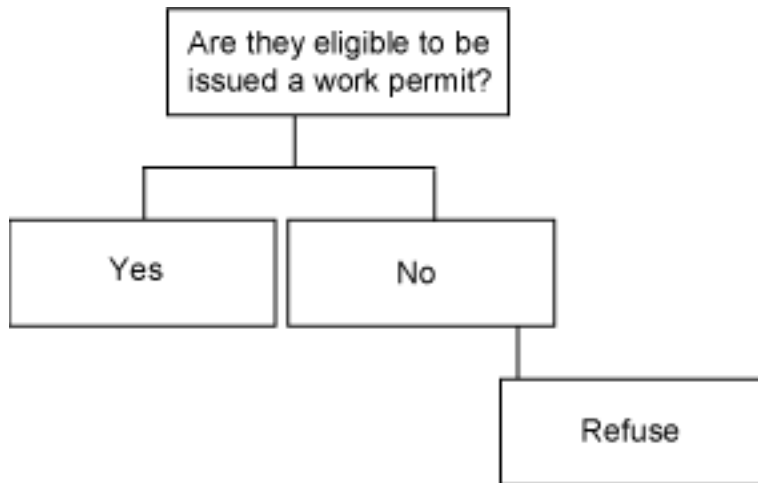 Are they eligible to be
issued a work permit?
Yes
No
Refuse